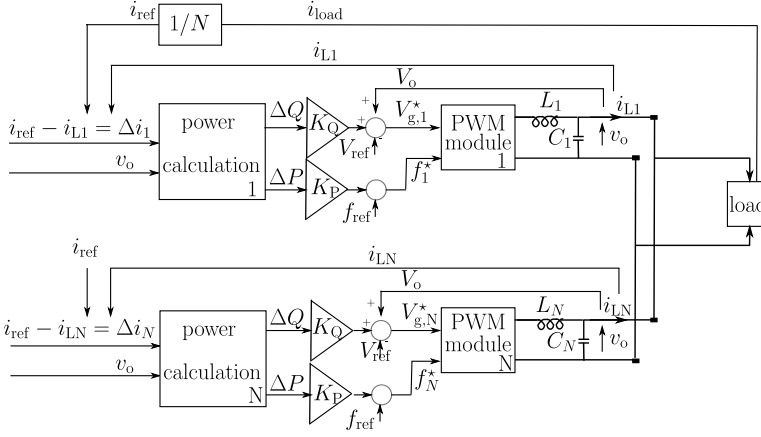 i_ref 1/N i_load
i_L1
V_o
i_ref − i_L1 = Δi_1
v_o
power
calculation
1
ΔQ
K_Q
+
+
-
V_ref
V*_g,1
ΔP
K_P
f_ref
f*_1
PWM
module
1
L_1
C_1
i_L1
v_o
load
i_ref
i_LN
V_o
i_ref − i_LN = Δi_N
v_o
power
calculation
N
ΔQ
K_Q
+
+
-
V_ref
V*_g,N
ΔP
K_P
f_ref
f*_N
PWM
module
N
L_N
C_N
i_LN
v_o